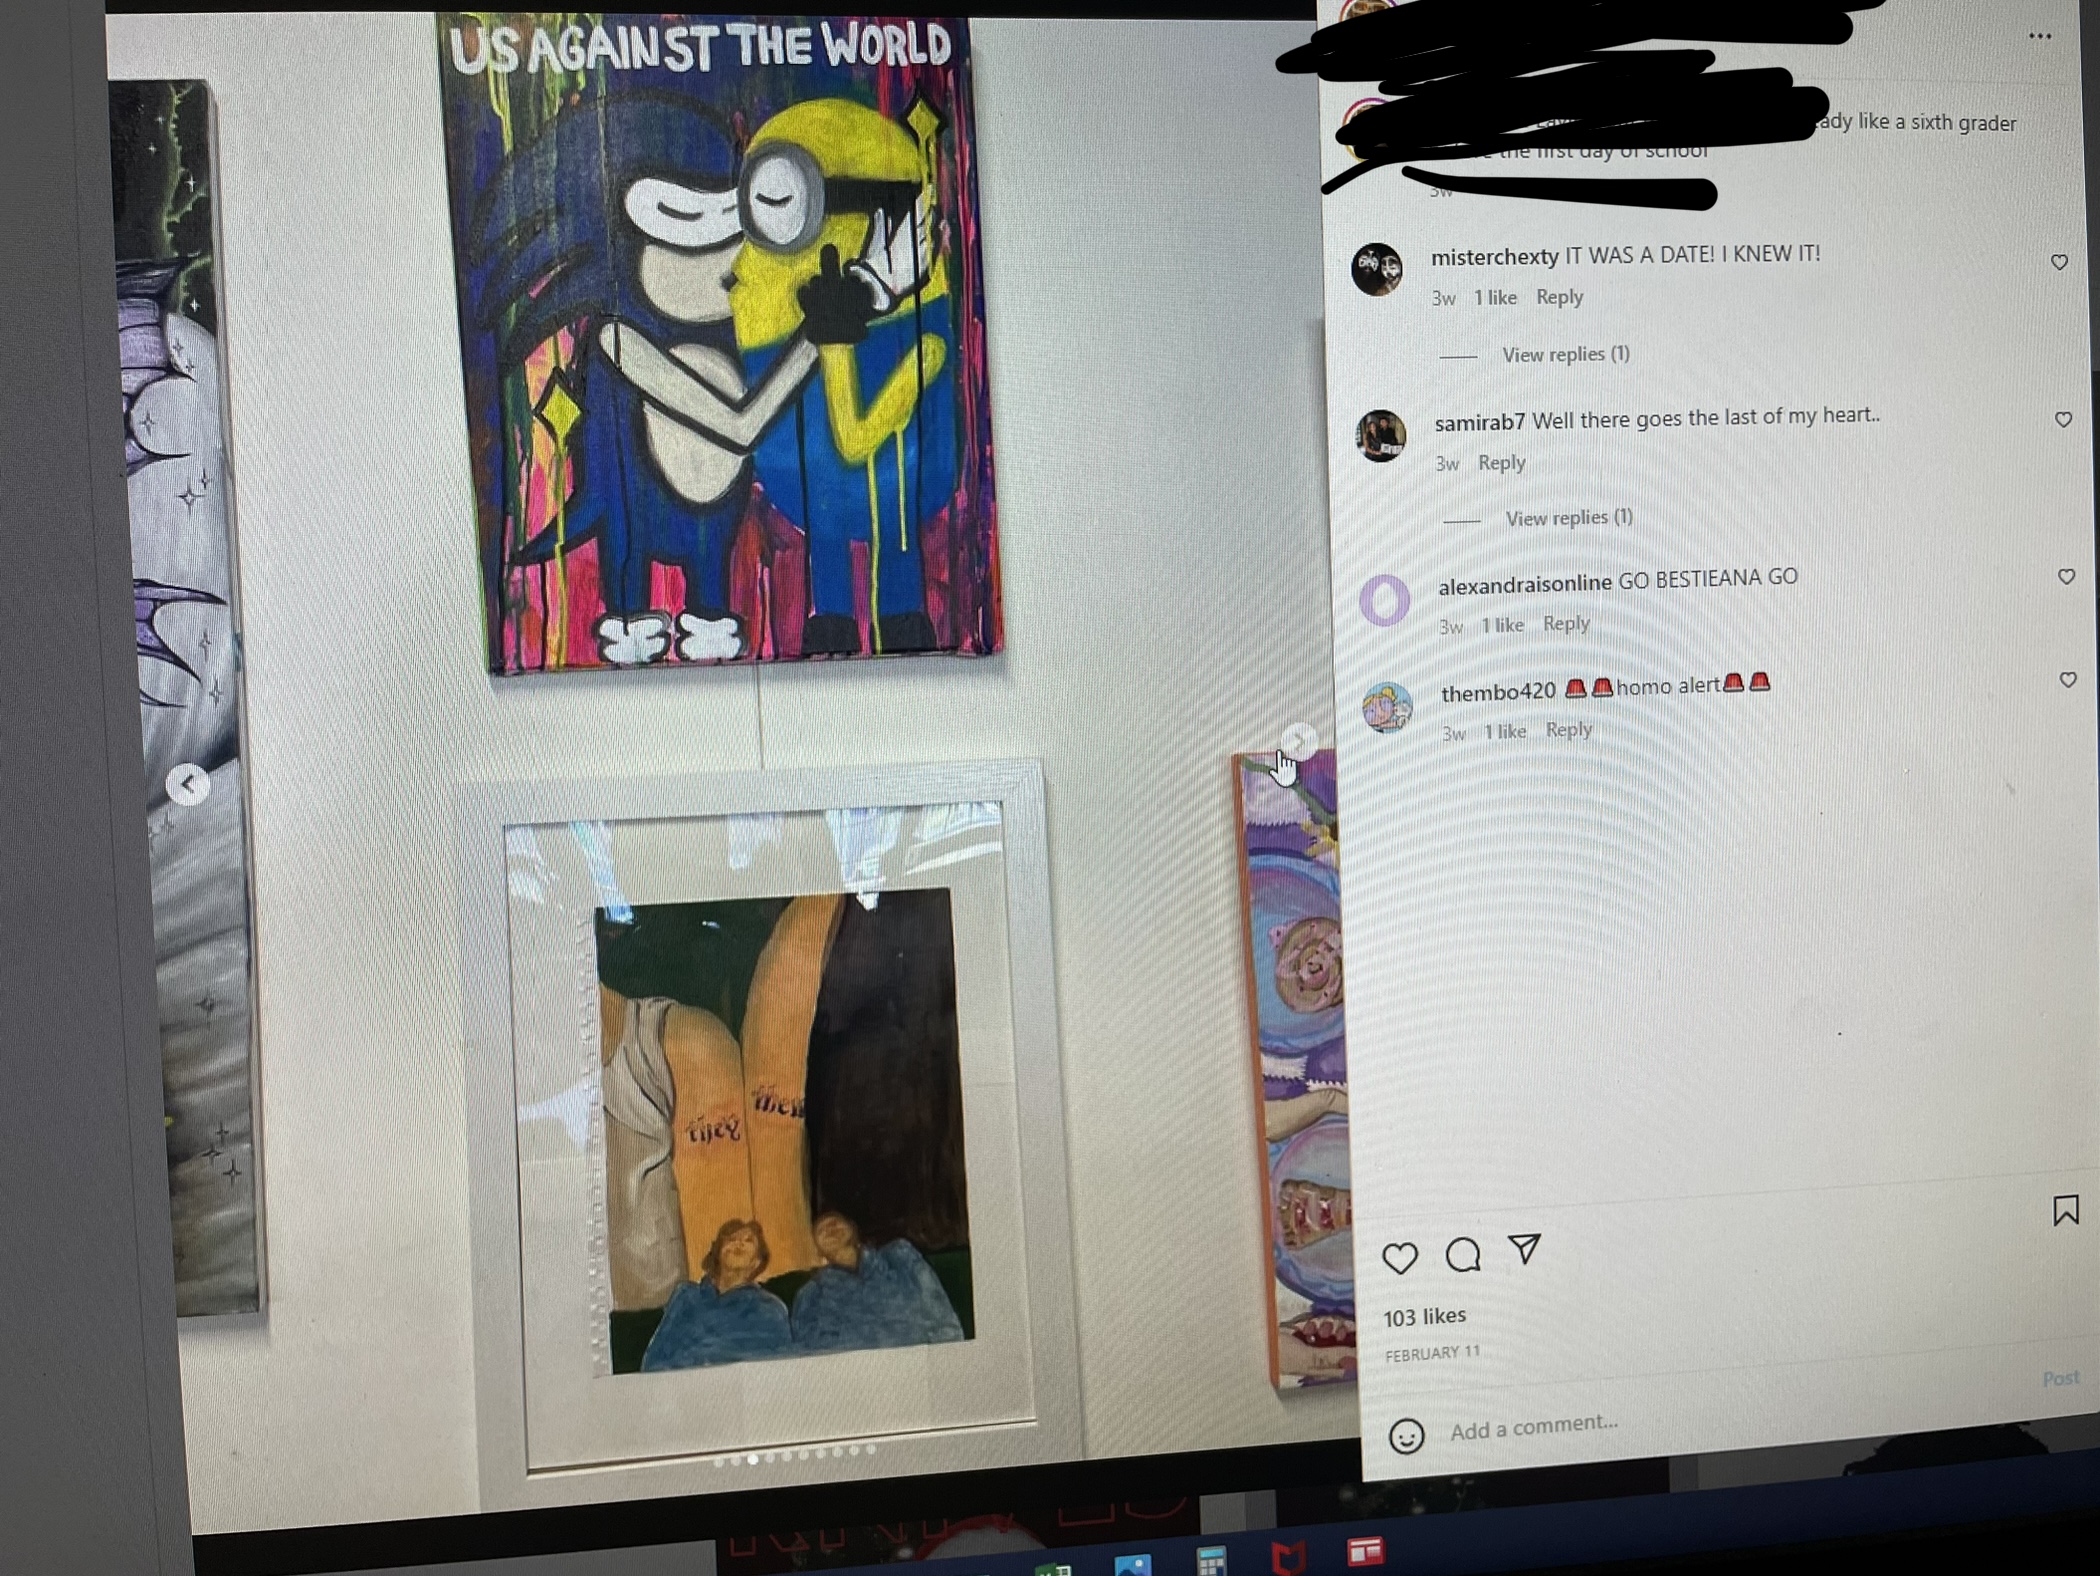 US AGAINST THE WORLD
they
them
ady like a sixth grader
the first day of school
3w
misterchexty IT WAS A DATE! I KNEW IT!
3w 1 like Reply
View replies (1)
samirab7 Well there goes the last of my heart..
3w Reply
View replies (1)
alexandraisonline GO BESTIEANA GO
3w 1 like Reply
thembo420 🚨🚨homo alert🚨🚨
3w 1 like Reply
103 likes
FEBRUARY 11
Add a comment...
Post